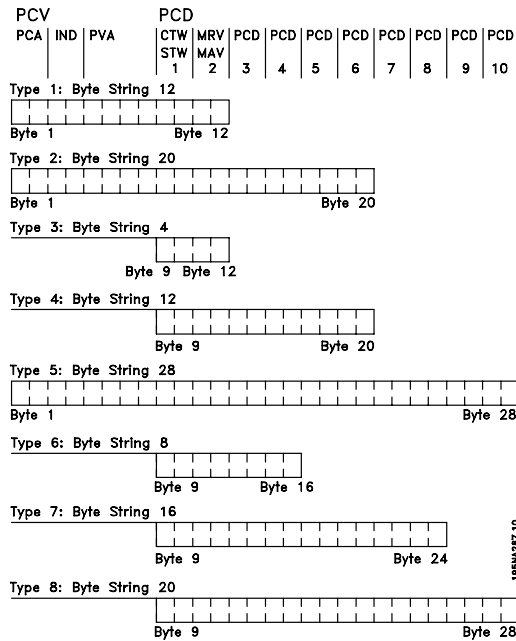 PCV PCD
PCA IND PVA CTW MRV PCD PCD PCD PCD PCD PCD PCD PCD
STW MAV
1 2 3 4 5 6 7 8 9 10
Type 1: Byte String 12
Byte 1 Byte 12
Type 2: Byte String 20
Byte 1 Byte 20
Type 3: Byte String 4
Byte 9 Byte 12
Type 4: Byte String 12
Byte 9 Byte 20
Type 5: Byte String 28
Byte 1 Byte 28
Type 6: Byte String 8
Byte 9 Byte 16
Type 7: Byte String 16
Byte 9 Byte 24
Type 8: Byte String 20
Byte 9 Byte 28